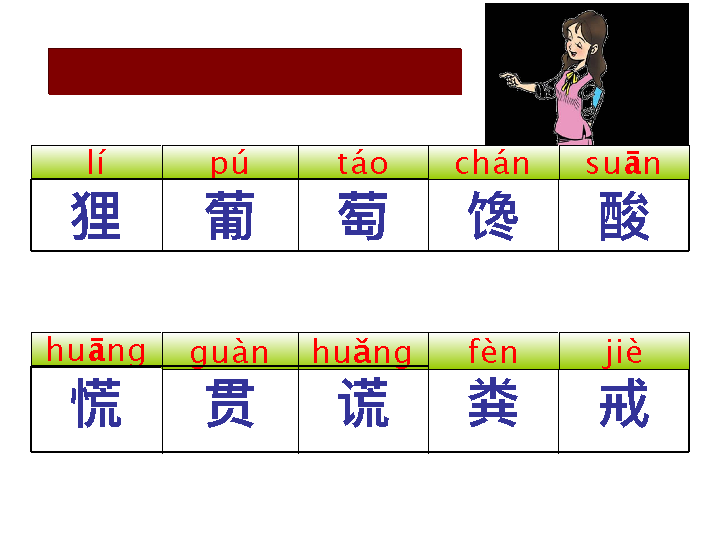 lí pú táo chán suān
狸 葡 萄 馋 酸
huāng guàn huǎng fèn jiè
慌 贯 谎 粪 戒